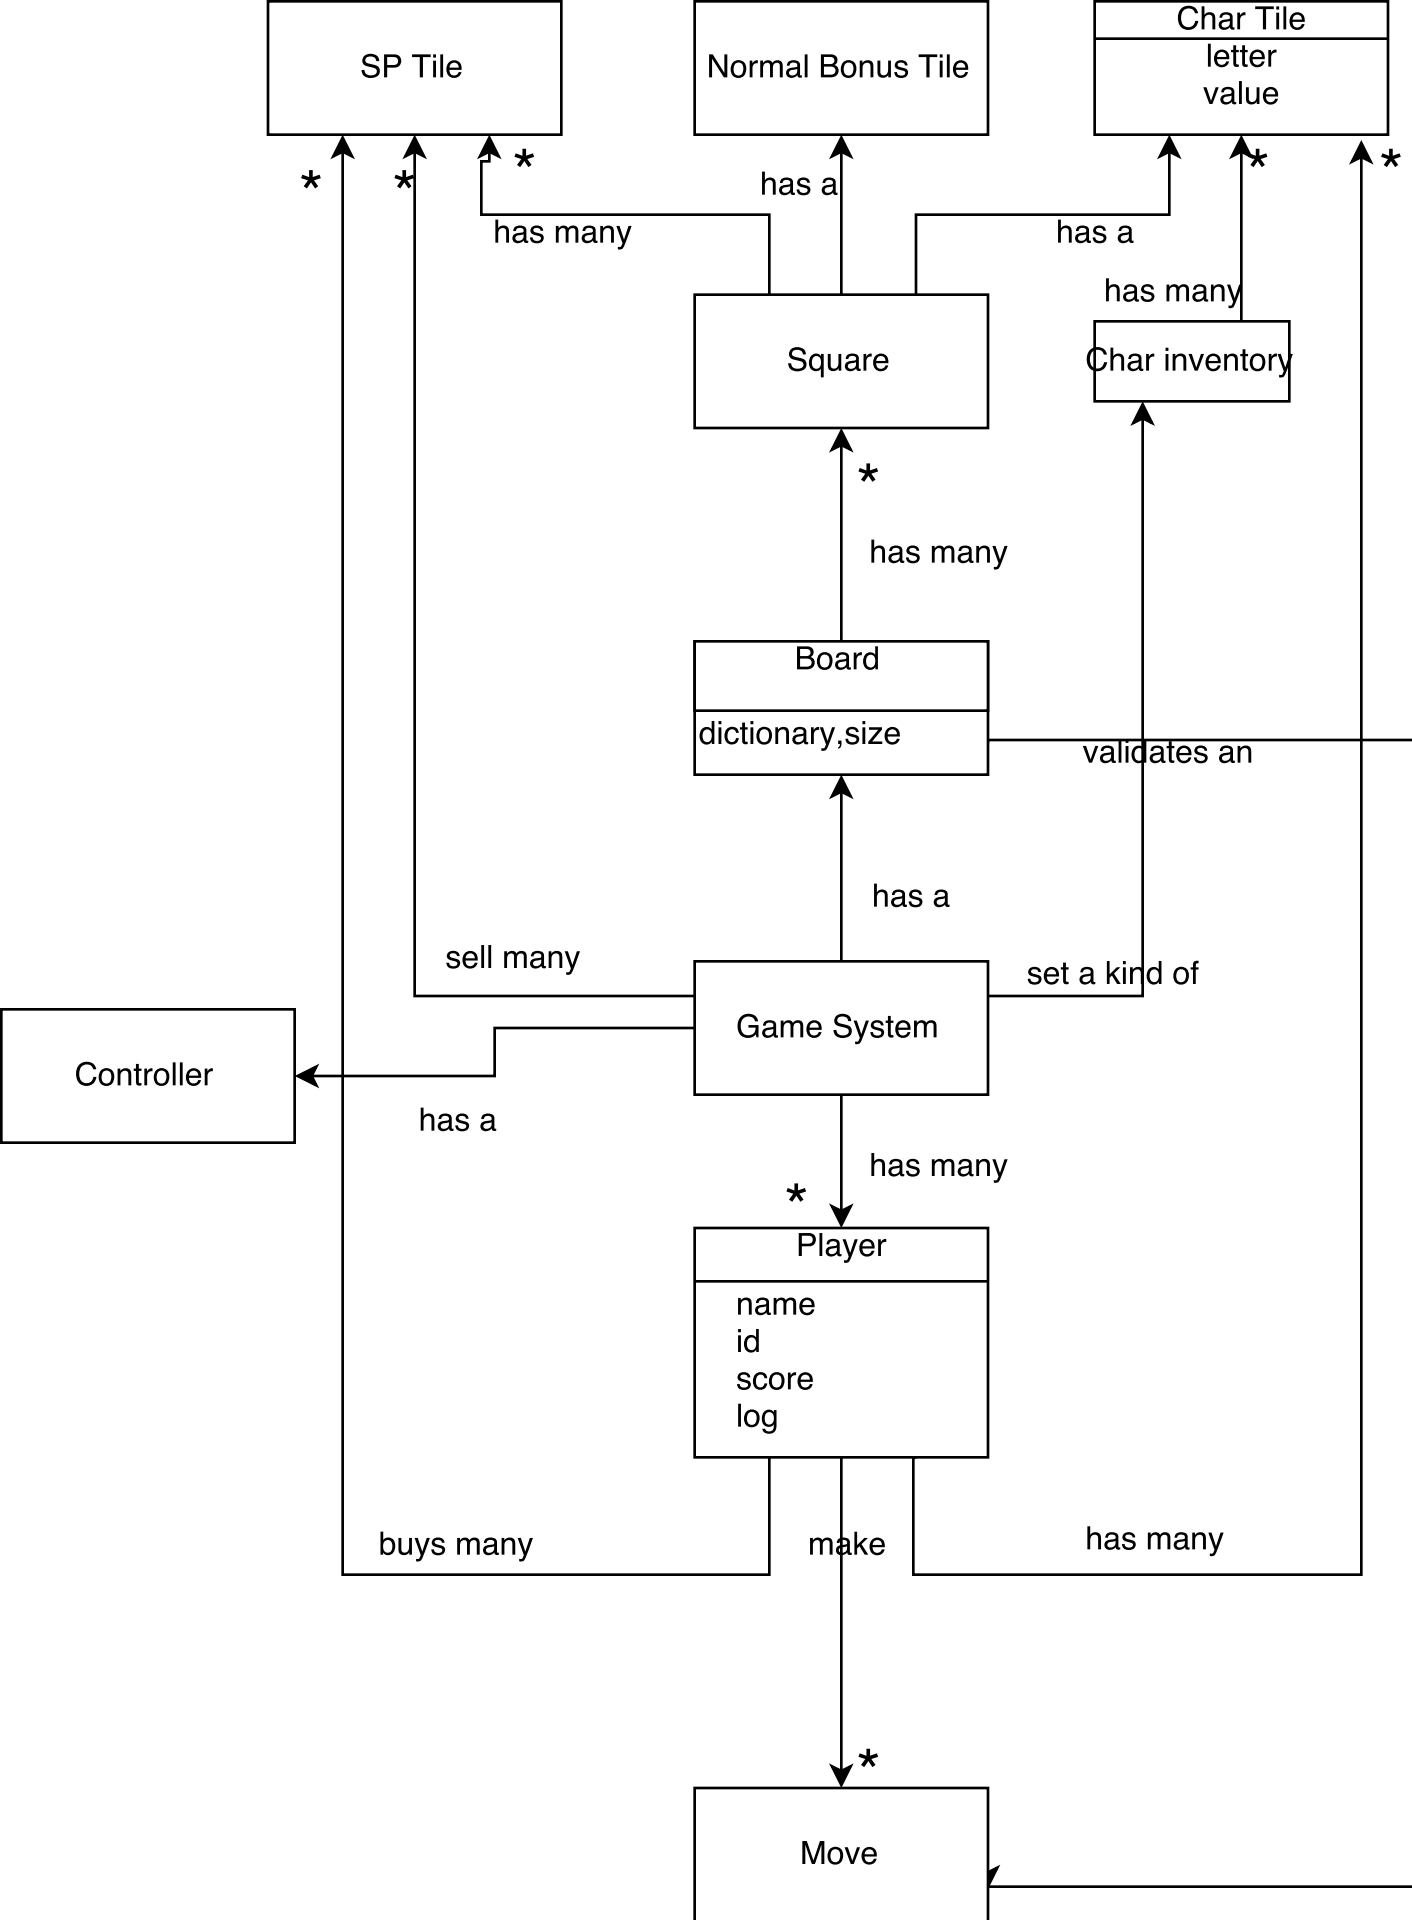 SP Tile
Normal Bonus Tile
Char Tile
letter
value
*
*
*
has many
has a
has a
*
*
has many
Square
Char inventory
*
has many
Board
dictionary,size
validates an
has a
sell many
set a kind of
Game System
Controller
has a
has many
*
Player
name
id
score
log
buys many
make
has many
*
Move